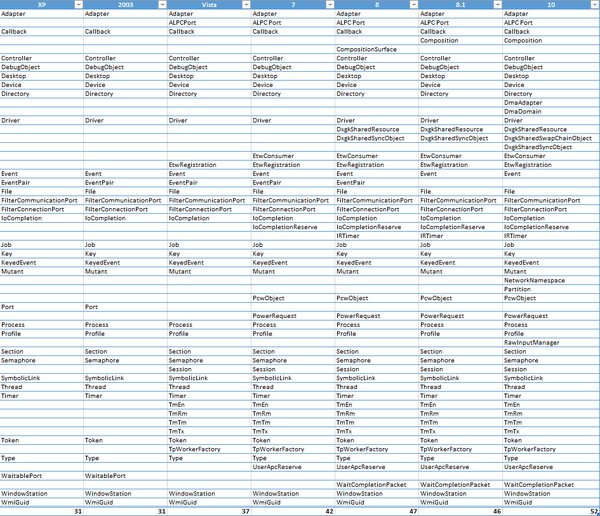 XP 2003 Vista 7 8 8.1 10
Adapter Adapter Adapter Adapter Adapter Adapter Adapter
ALPCPort ALPC Port ALPC Port ALPC Port ALPC Port
Callback Callback Callback Callback Callback Callback Callback
Composition Composition
CompositionSurface
Controller Controller Controller Controller Controller Controller Controller
DebugObject DebugObject DebugObject DebugObject DebugObject DebugObject DebugObject
Desktop Desktop Desktop Desktop Desktop Desktop Desktop
Device Device Device Device Device Device Device
Directory Directory Directory Directory Directory Directory Directory
DmaAdapter
DmaDomain
Driver Driver Driver Driver Driver Driver Driver
DxgkSharedResource DxgkSharedResource DxgkSharedResource
DxgkSharedSyncObject DxgkSharedSyncObject DxgkSharedSwapChainObject
DxgkSharedSyncObject
EtwConsumer EtwConsumer EtwConsumer EtwConsumer
EtwRegistration EtwRegistration EtwRegistration EtwRegistration EtwRegistration
Event Event Event Event Event Event Event
EventPair EventPair EventPair EventPair
File File File File File File
FilterCommunicationPort FilterCommunicationPort FilterCommunicationPort FilterCommunicationPort FilterCommunicationPort FilterCommunicationPort FilterCommunicationPort
FilterConnectionPort FilterConnectionPort FilterConnectionPort FilterConnectionPort FilterConnectionPort FilterConnectionPort FilterConnectionPort
IoCompletion IoCompletion IoCompletion IoCompletion IoCompletion IoCompletion IoCompletion
IoCompletionReserve IoCompletionReserve IoCompletionReserve IoCompletionReserve
IRTimer IRTimer IRTimer
Job Job Job Job Job Job Job
Key Key Key Key Key Key Key
KeyedEvent KeyedEvent KeyedEvent KeyedEvent KeyedEvent KeyedEvent KeyedEvent
Mutant Mutant Mutant Mutant Mutant Mutant Mutant
NetworkNamespace
Partition
PcwObject PcwObject PcwObject PcwObject
Port Port
PowerRequest PowerRequest PowerRequest PowerRequest
Process Process Process Process Process Process Process
Profile Profile Profile Profile Profile Profile Profile
RawInputManager
Section Section Section Section Section Section Section
Semaphore Semaphore Semaphore Semaphore Semaphore Semaphore Semaphore
Session Session Session Session Session
SymbolicLink SymbolicLink SymbolicLink SymbolicLink SymbolicLink SymbolicLink SymbolicLink
Thread Thread Thread Thread Thread Thread Thread
Timer Timer Timer Timer Timer Timer Timer
TmEn TmEn TmEn TmEn TmEn
TmRm TmRm TmRm TmRm TmRm
TmTm TmTm TmTm TmTm TmTm
TmTx TmTx TmTx TmTx TmTx
Token Token Token Token Token Token Token
TpWorkerFactory TpWorkerFactory TpWorkerFactory TpWorkerFactory TpWorkerFactory
Type Type Type Type Type Type Type
UserApcReserve UserApcReserve UserApcReserve UserApcReserve
WaitablePort WaitablePort
WaitCompletionPacket WaitCompletionPacket WaitCompletionPacket
WindowStation WindowStation WindowStation WindowStation WindowStation WindowStation WindowStation
WmiGuid WmiGuid WmiGuid WmiGuid WmiGuid WmiGuid WmiGuid
31 31 37 42 47 46 52